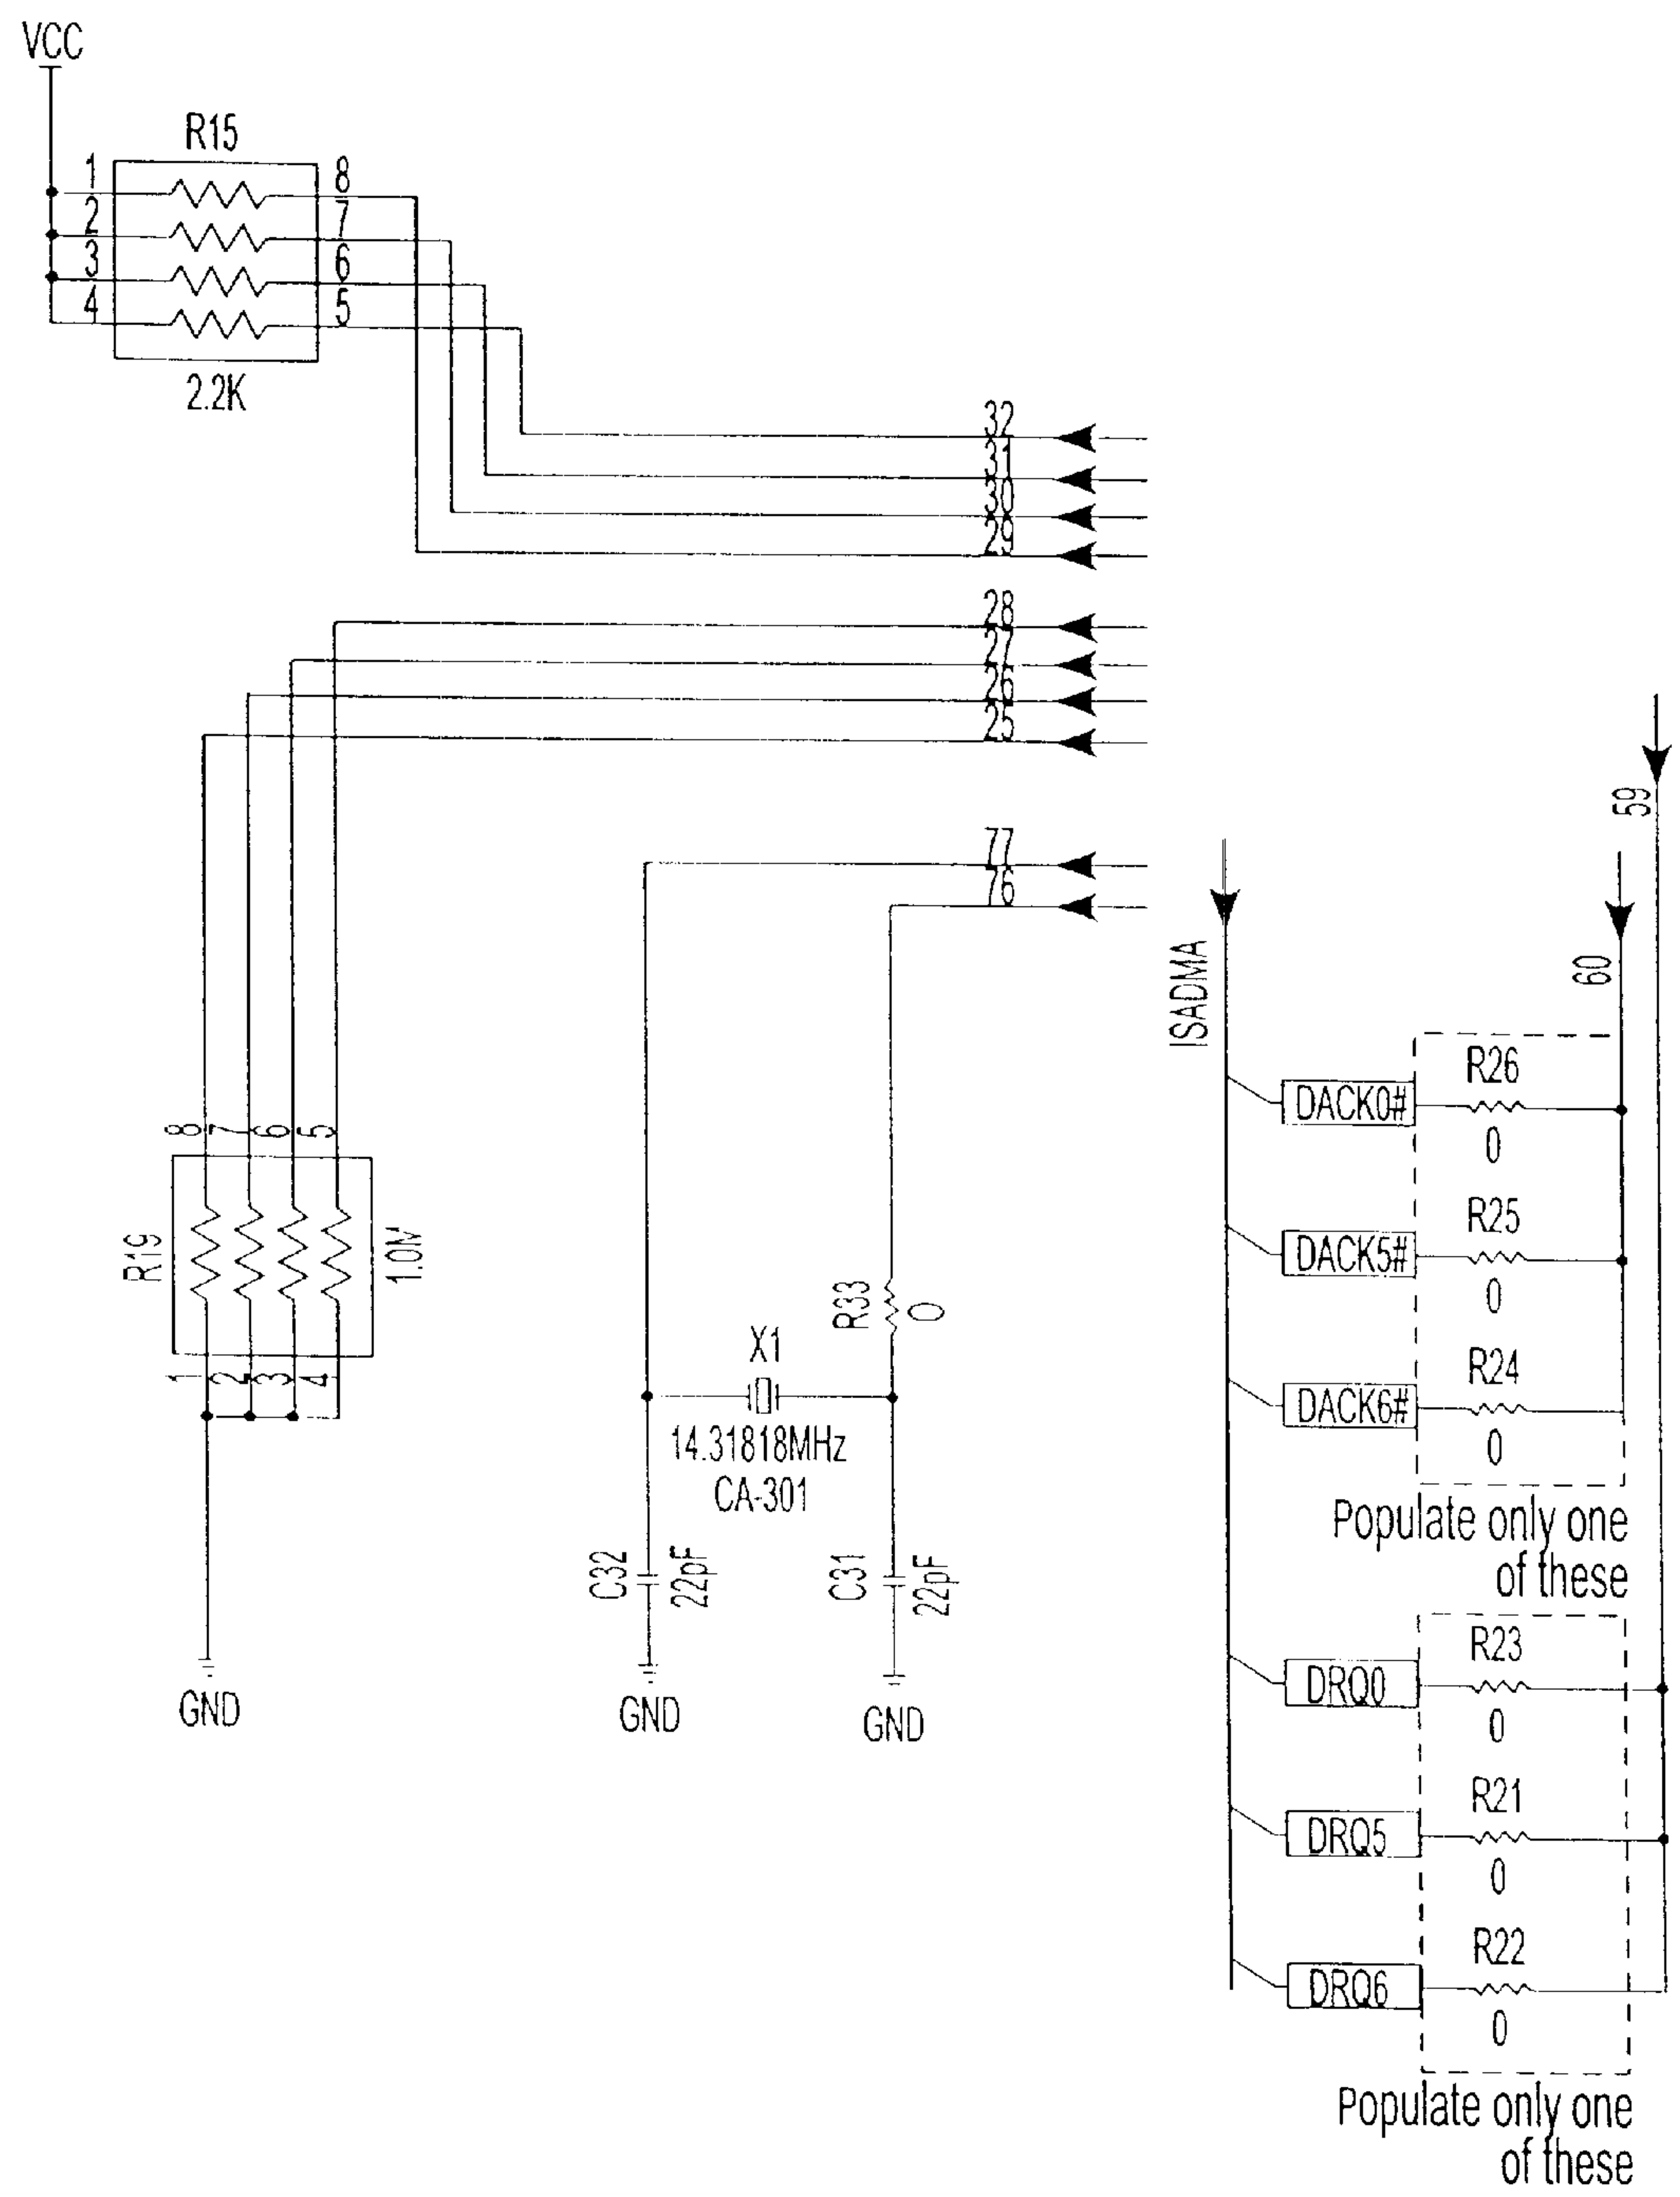 VCC
R15
1
8
2
7
3
6
4
5
2.2K
32
31
30
29
28
27
26
25
77
76
59
60
ISADMA
R26
DACK0#
0
R25
DACK5#
0
R24
DACK6#
0
Populate only one
of these
8
7
6
5
R19
1.0M
1
2
3
4
GND
R33
0
X1
14.31818MHz
CA-301
C32
22pF
C31
22pF
GND
GND
R23
DRQ0
0
R21
DRQ5
0
R22
DRQ6
0
Populate only one
of these